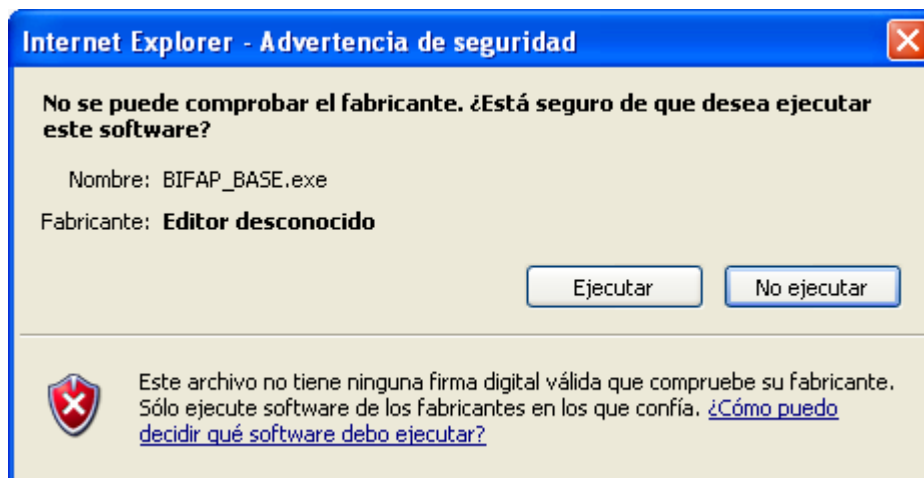 Internet Explorer - Advertencia de seguridad
No se puede comprobar el fabricante. ¿Está seguro de que desea ejecutar
este software?
Nombre: BIFAP_BASE.exe
Fabricante: Editor desconocido
Ejecutar No ejecutar
Este archivo no tiene ninguna firma digital válida que compruebe su fabricante.
Sólo ejecute software de los fabricantes en los que confía. ¿Cómo puedo
decidir qué software debo ejecutar?